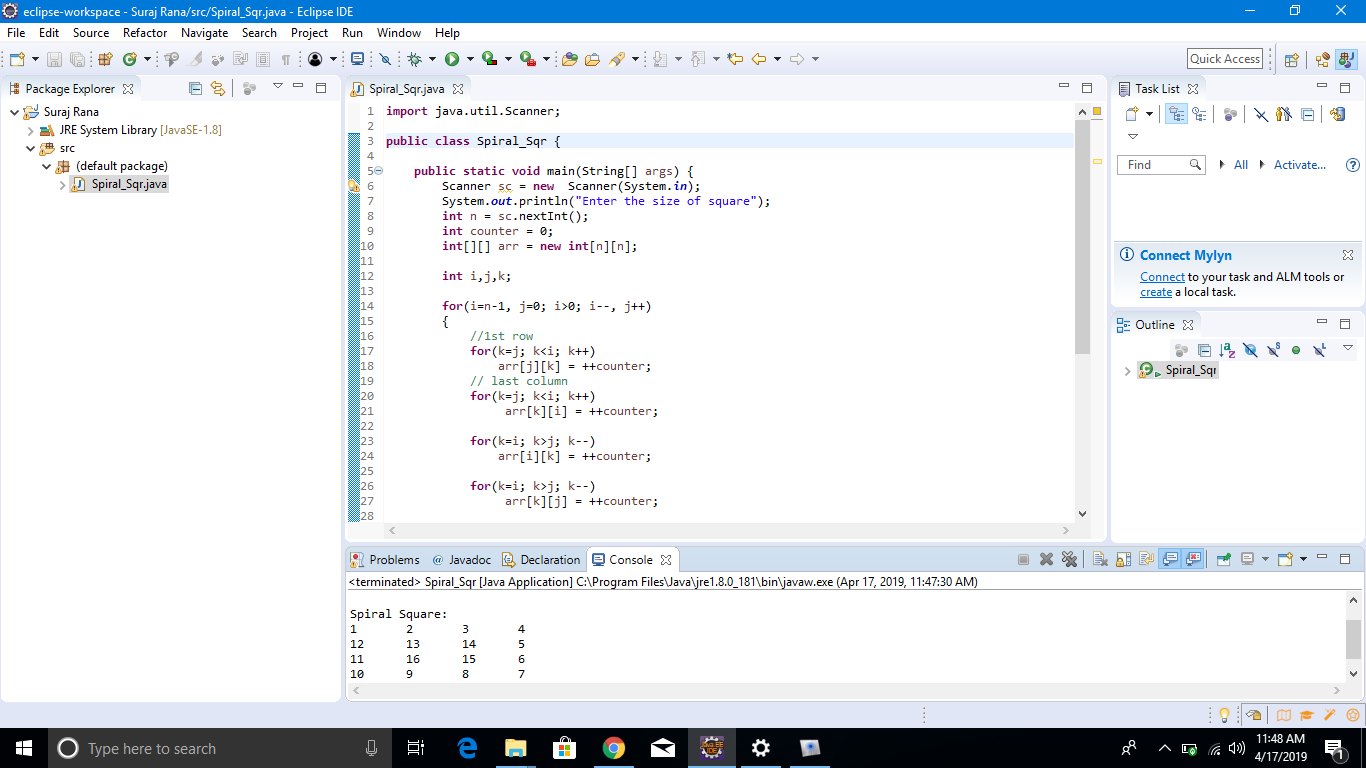 eclipse-workspace - Suraj Rana/src/Spiral_Sqr.java - Eclipse IDE
File Edit Source Refactor Navigate Search Project Run Window Help
Quick Access
Package Explorer
Suraj Rana
JRE System Library [JavaSE-1.8]
src
(default package)
Spiral_Sqr.java
Spiral_Sqr.java
1 import java.util.Scanner;
2
3 public class Spiral_Sqr {
4
5 public static void main(String[] args) {
6 Scanner sc = new  Scanner(System.in);
7 System.out.println("Enter the size of square");
8 int n = sc.nextInt();
9 int counter = 0;
10 int[][] arr = new int[n][n];
11
12 int i,j,k;
13
14 for(i=n-1, j=0; i>0; i--, j++)
15 {
16 //1st row
17 for(k=j; k<i; k++)
18 arr[j][k] = ++counter;
19 // last column
20 for(k=j; k<i; k++)
21 arr[k][i] = ++counter;
22
23 for(k=i; k>j; k--)
24 arr[i][k] = ++counter;
25
26 for(k=i; k>j; k--)
27 arr[k][j] = ++counter;
28
Task List
Find All Activate...
Connect Mylyn
Connect to your task and ALM tools or
create a local task.
Outline
Spiral_Sqr
Problems @ Javadoc Declaration Console
<terminated> Spiral_Sqr [Java Application] C:\Program Files\Java\jre1.8.0_181\bin\javaw.exe (Apr 17, 2019, 11:47:30 AM)
Spiral Square:
1 2 3 4
12 13 14 5
11 16 15 6
10 9 8 7
Type here to search
11:48 AM
4/17/2019
1